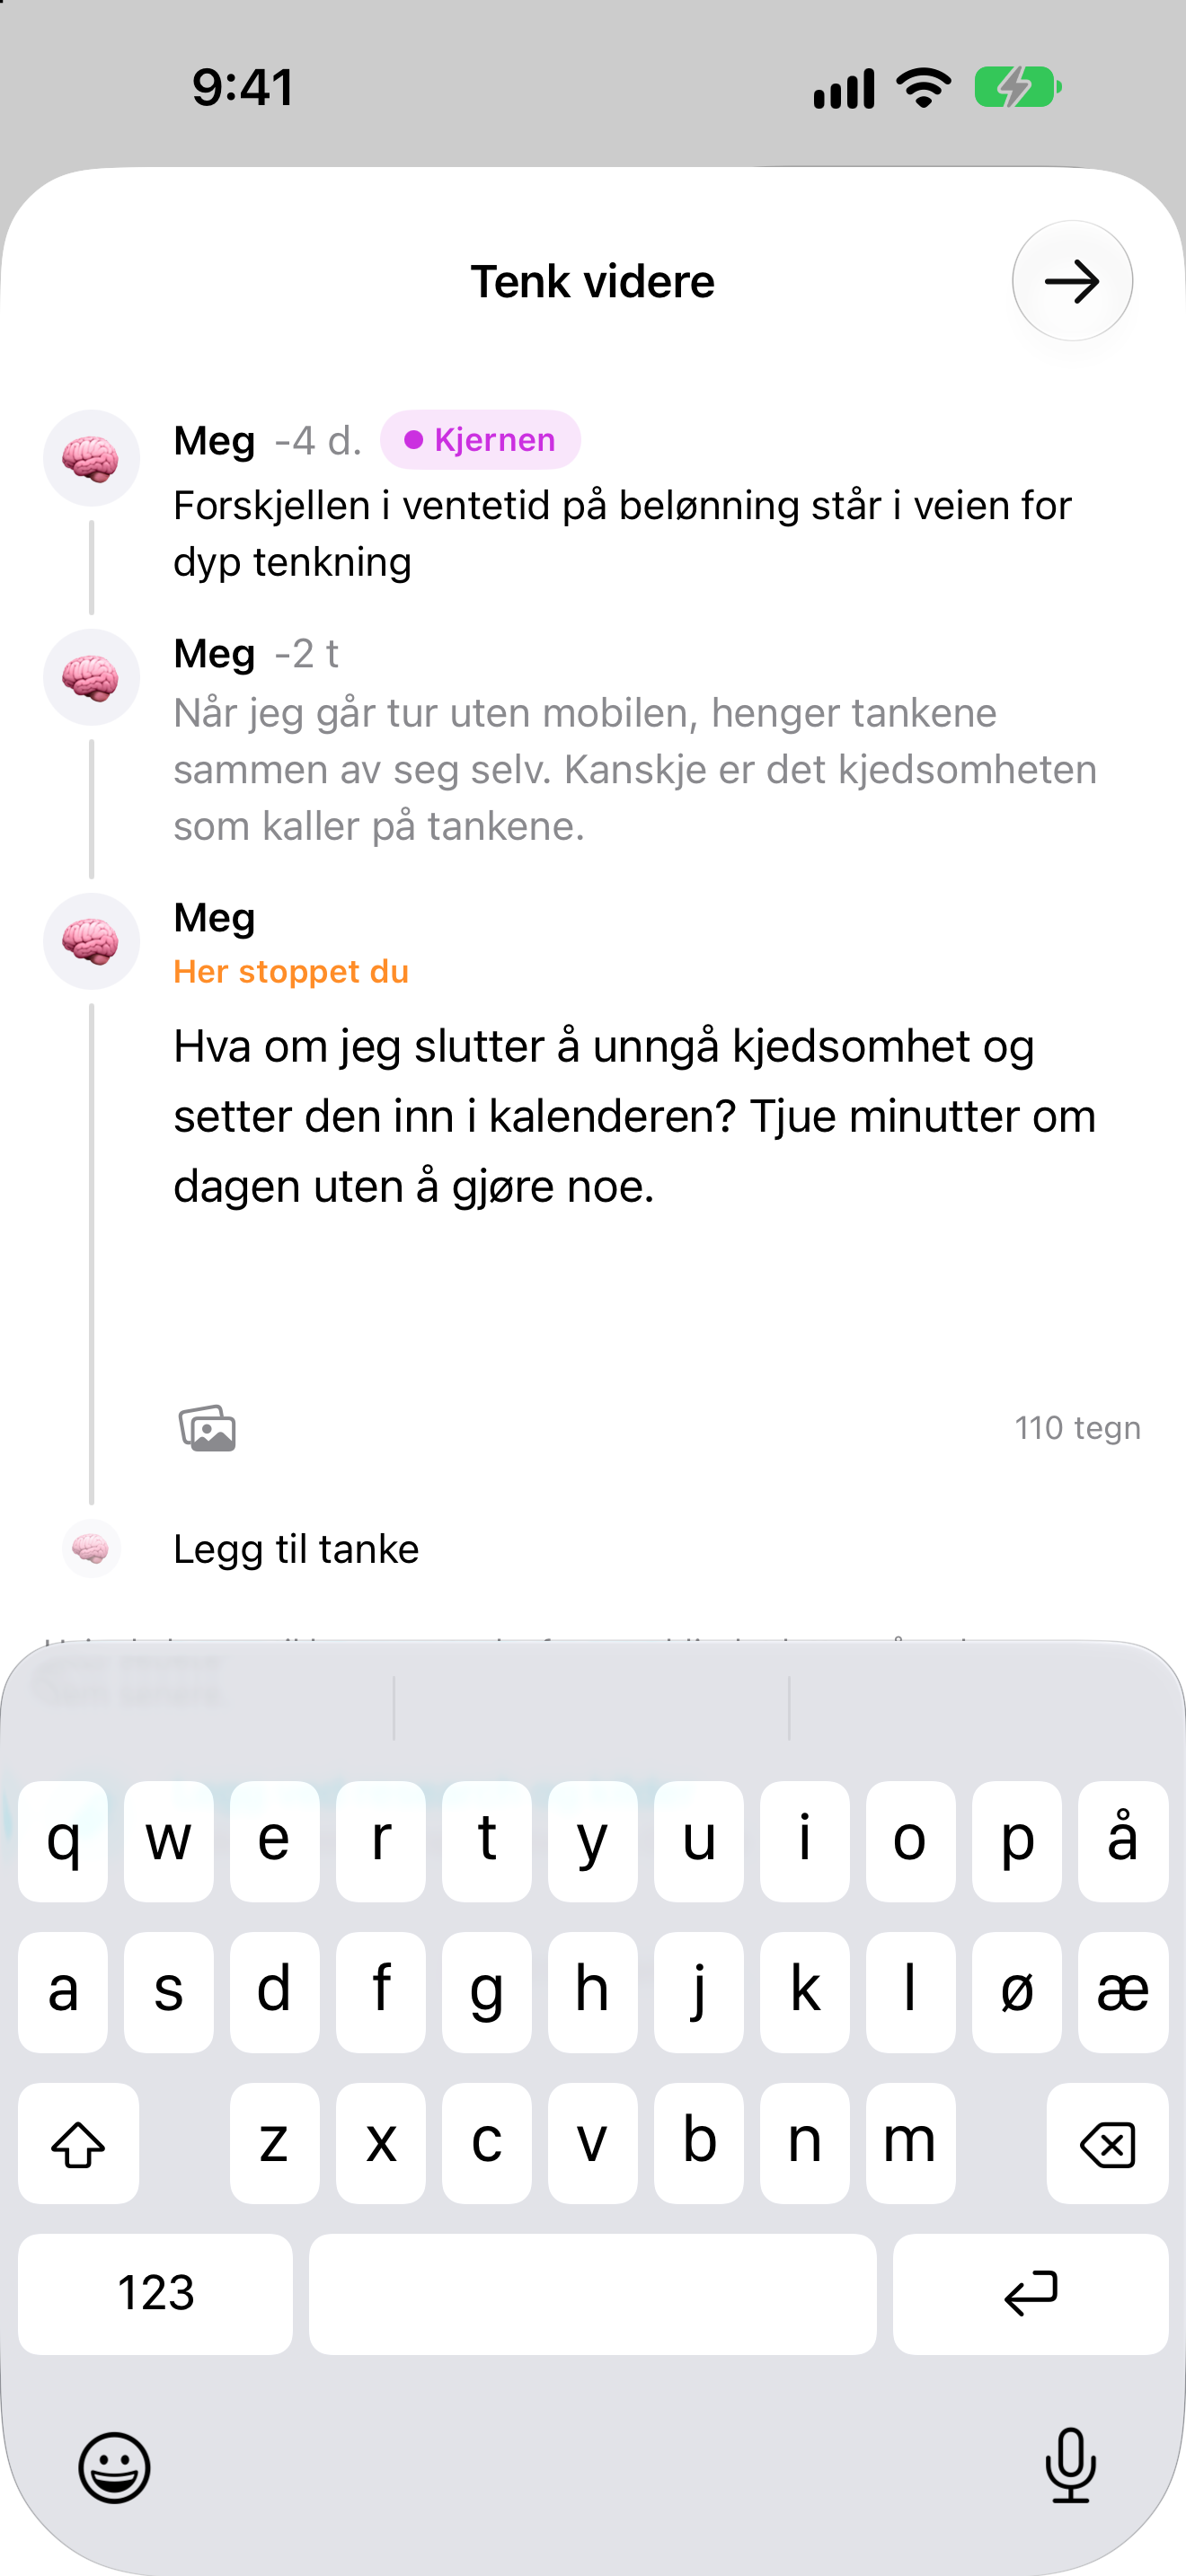 9:41
Tenk videre
Meg -4 d. Kjernen
Forskjellen i ventetid på belønning står i veien for
dyp tenkning
Meg -2 t
Når jeg går tur uten mobilen, henger tankene
sammen av seg selv. Kanskje er det kjedsomheten
som kaller på tankene.
Meg
Her stoppet du
Hva om jeg slutter å unngå kjedsomhet og
setter den inn i kalenderen? Tjue minutter om
dagen uten å gjøre noe.
110 tegn
Legg til tanke
q w e r t y u i o p å
a s d f g h j k l ø æ
z x c v b n m
123